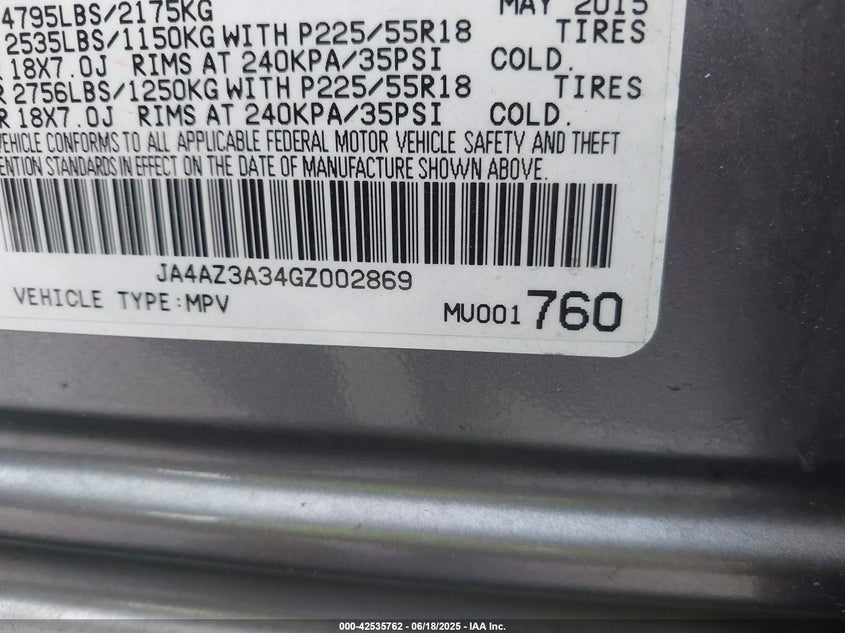 4795LBS/2175KG MAY 2015
2535LBS/1150KG WITH P225/55R18 TIRES
18X7.0J RIMS AT 240KPA/35PSI COLD.
R 2756LBS/1250KG WITH P225/55R18 TIRES
R 18X7.0J RIMS AT 240KPA/35PSI COLD.
VEHICLE CONFORMS TO ALL APPLICABLE FEDERAL MOTOR VEHICLE SAFETY AND THEFT
ENTION STANDARDS IN EFFECT ON THE DATE OF MANUFACTURE SHOWN ABOVE.
JA4AZ3A34GZ002869
VEHICLE TYPE:MPV
MU001760
000-42535762 - 06/18/2025 - IAA Inc.